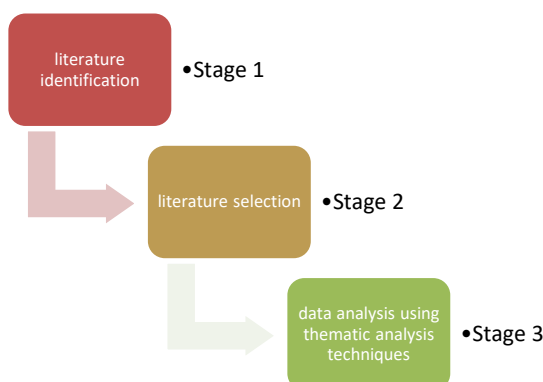 literature
identification
•Stage 1
literature selection
•Stage 2
data analysis using
thematic analysis
techniques
•Stage 3